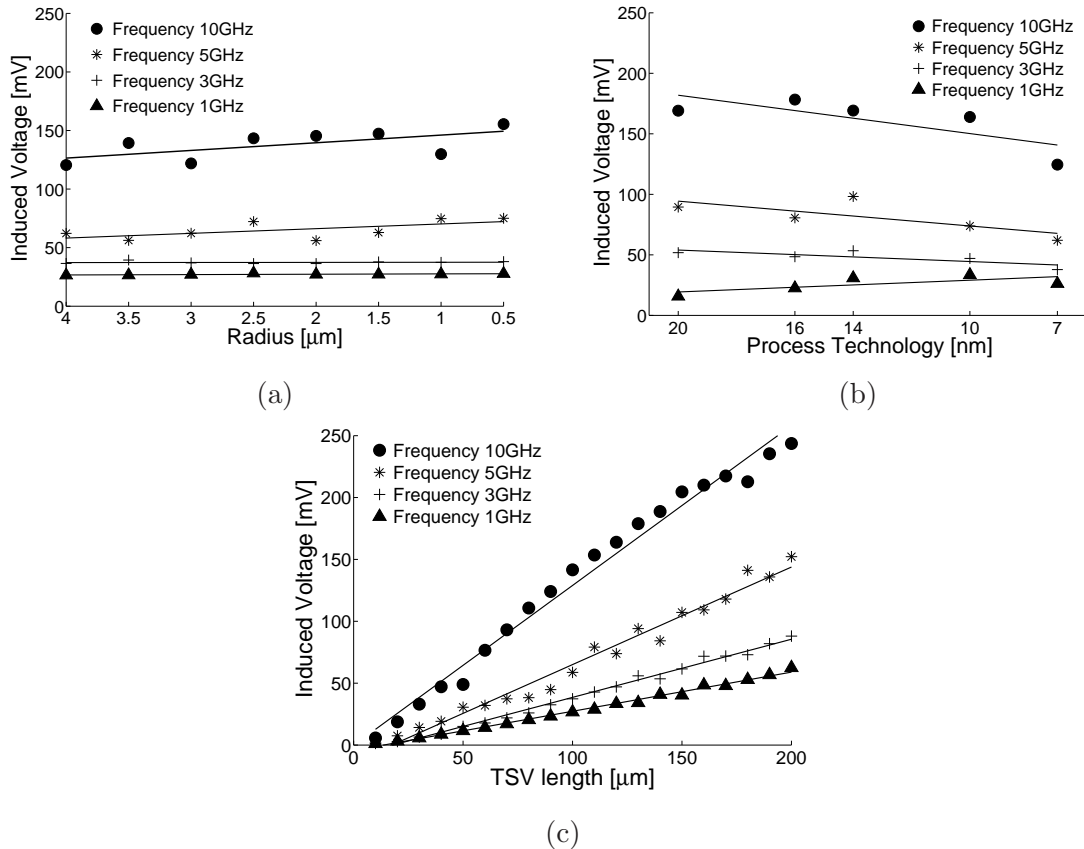 250
200
150
100
50
0
Induced Voltage [mV]
Frequency 10GHz
Frequency 5GHz
Frequency 3GHz
Frequency 1GHz
4 3.5 3 2.5 2 1.5 1 0.5
Radius [μm]
(a)
250
200
150
100
50
0
Induced Voltage [mV]
Frequency 10GHz
Frequency 5GHz
Frequency 3GHz
Frequency 1GHz
20 16 14 10 7
Process Technology [nm]
(b)
250
200
150
100
50
0
Induced Voltage [mV]
Frequency 10GHz
Frequency 5GHz
Frequency 3GHz
Frequency 1GHz
0 50 100 150 200
TSV length [μm]
(c)